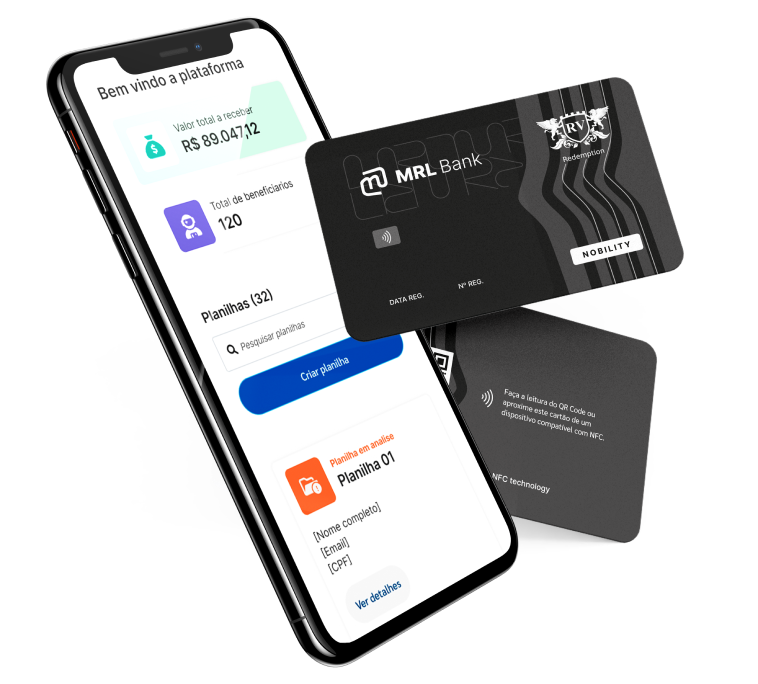 Bem vindo a plataforma
Valor total a receber
R$ 89.047,12
Total de beneficiarios
120
Planilhas (32)
Pesquisar planilhas
Criar planilha
Planilha em analise
Planilha 01
[Nome completo]
[Email]
[CPF]
Ver detalhes
MRL Bank
RV
Redemption
NOBILITY
DATA REG.
Nº REG.
Faça a leitura do QR Code ou
aproxime este cartão de um
dispositivo compatível com NFC.
NFC technology